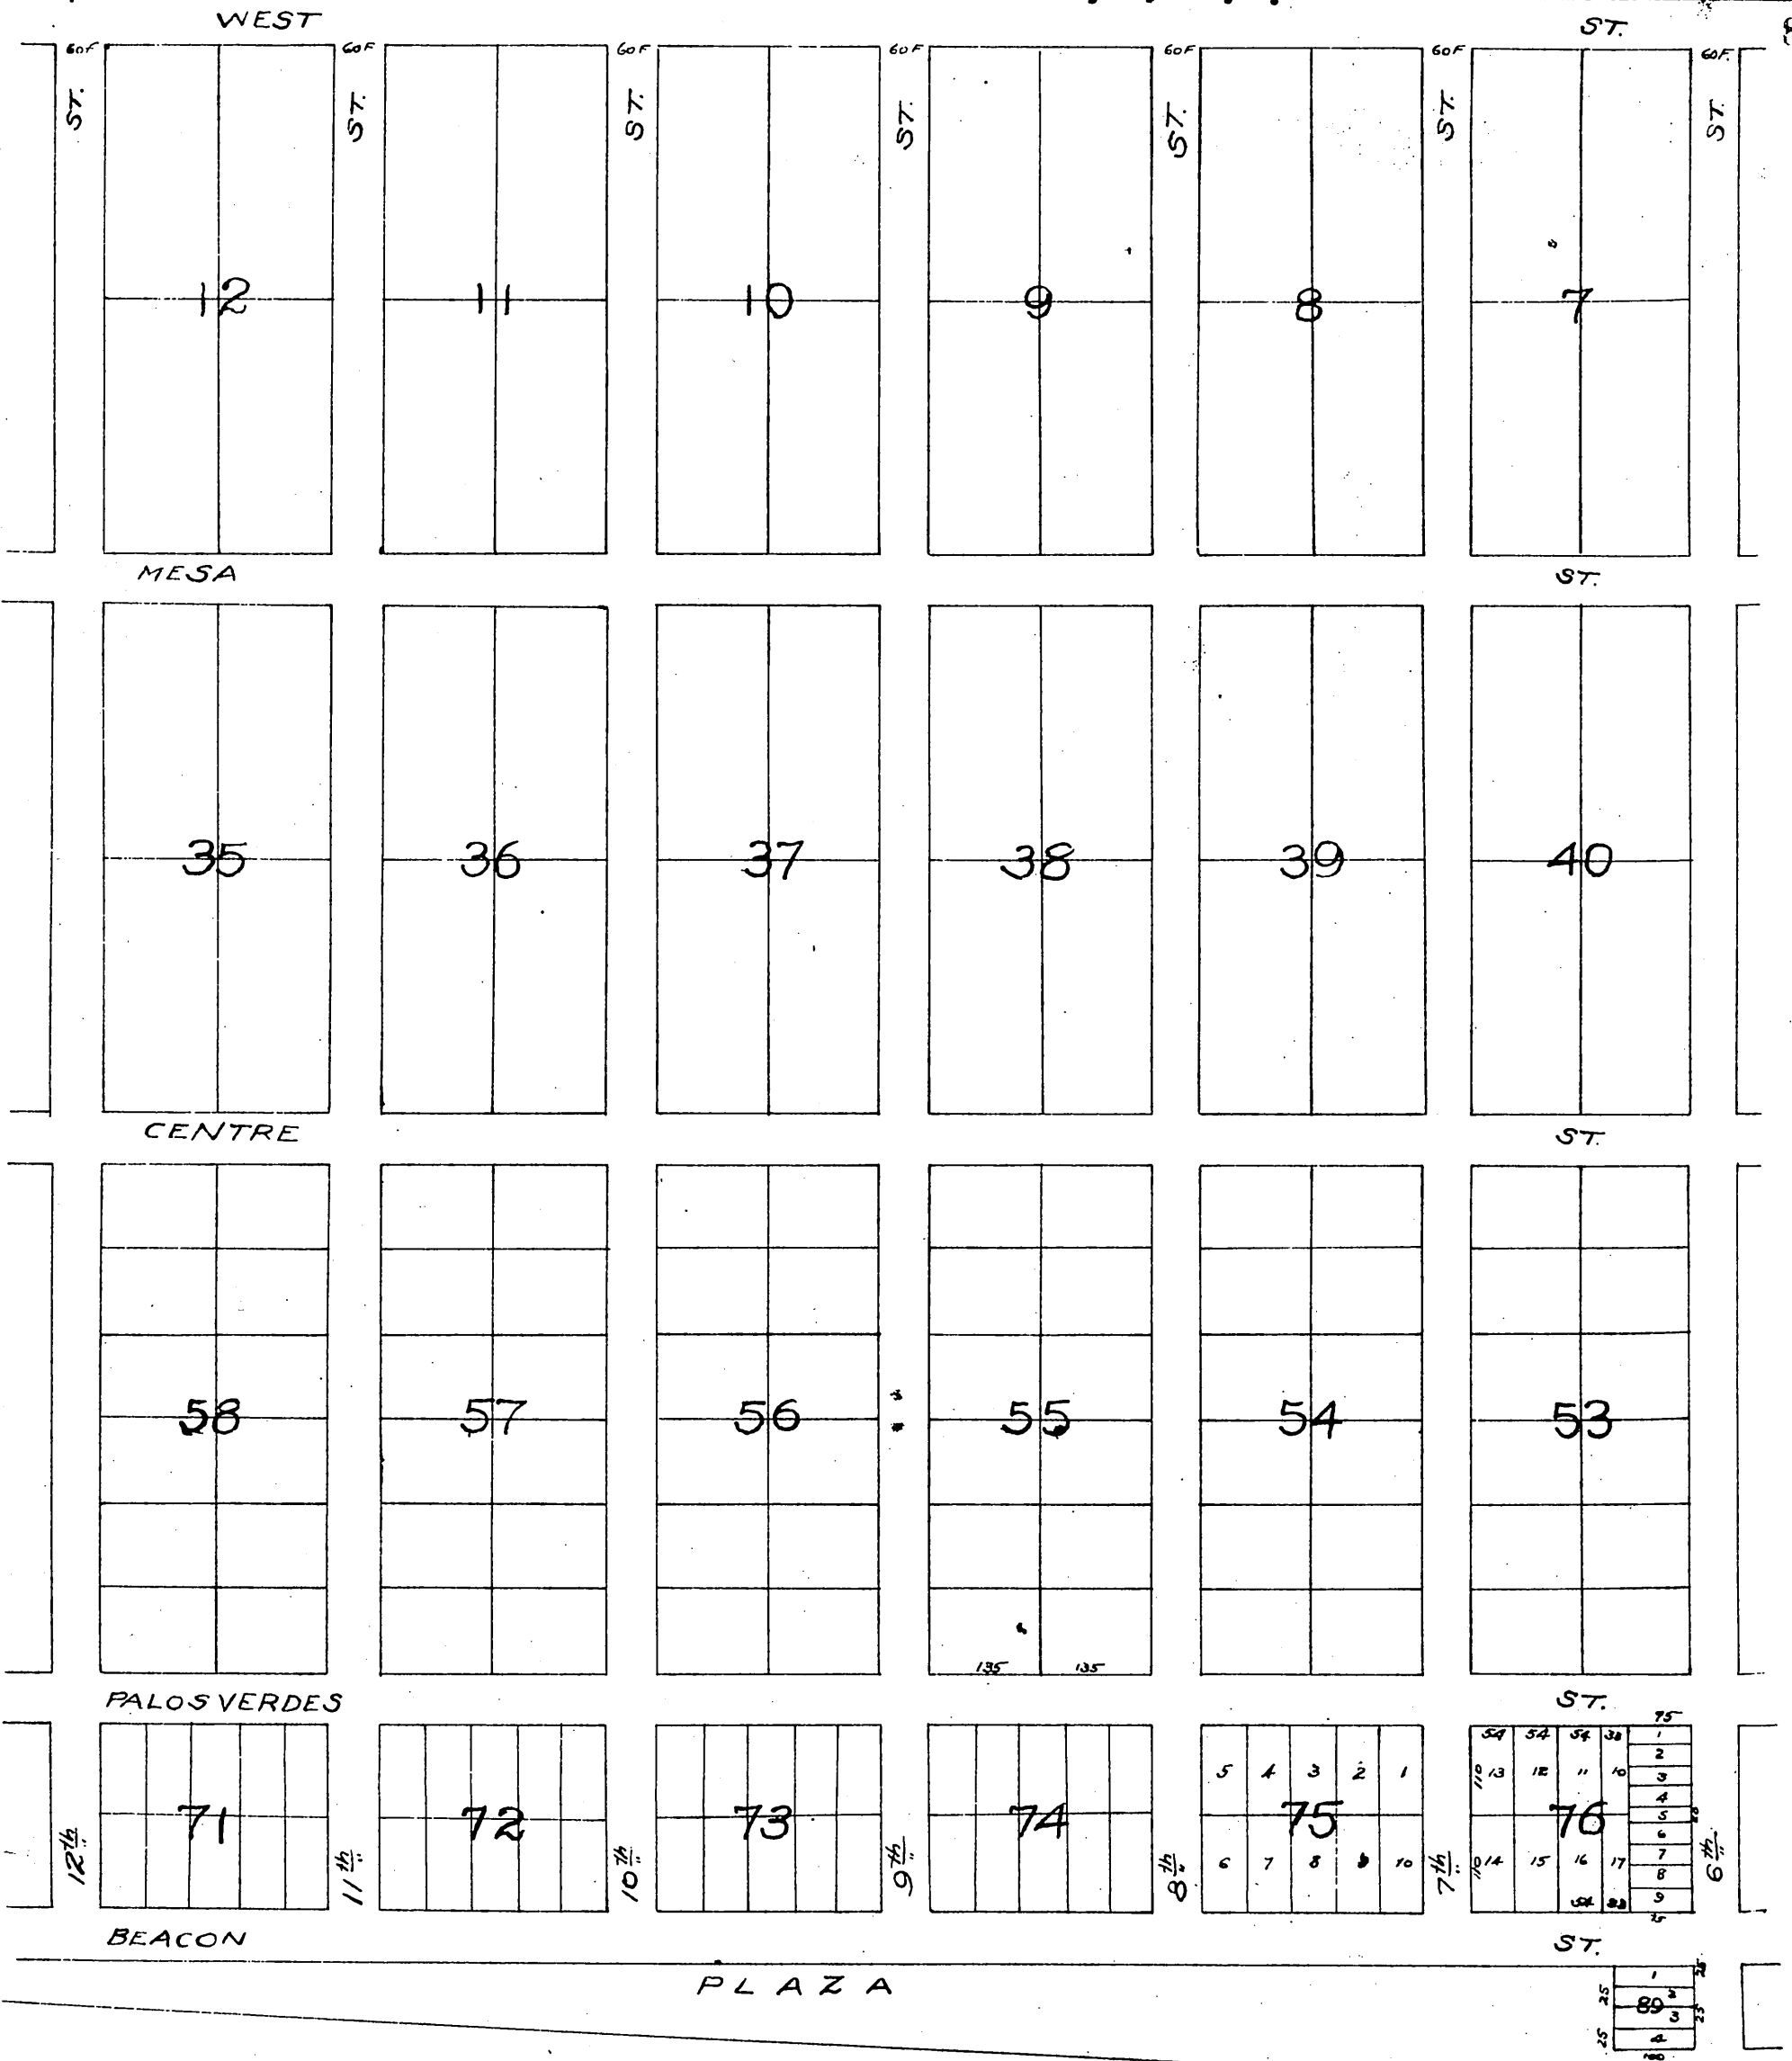 WEST ST.
60F 60F 60F 60F 60F 60F 60F.
ST. ST. ST. ST. ST. ST. ST.
12 11 10 9 8 7
MESA ST.
35 36 37 38 39 40
CENTRE ST.
58 57 56 55 54 53
135 135
PALOS VERDES ST.
75
54 54 54 38 1
2
5 4 3 2 1 110 13 12 11 10 3
4
71 72 73 74 75 76 5
6
12th 11th 10th 9th 8th 7th 6th
6 7 8 10 110 14 15 16 17 7
8
54 9
75
BEACON ST.
PLAZA
1 25
25 89 2
3 25
25 4
100